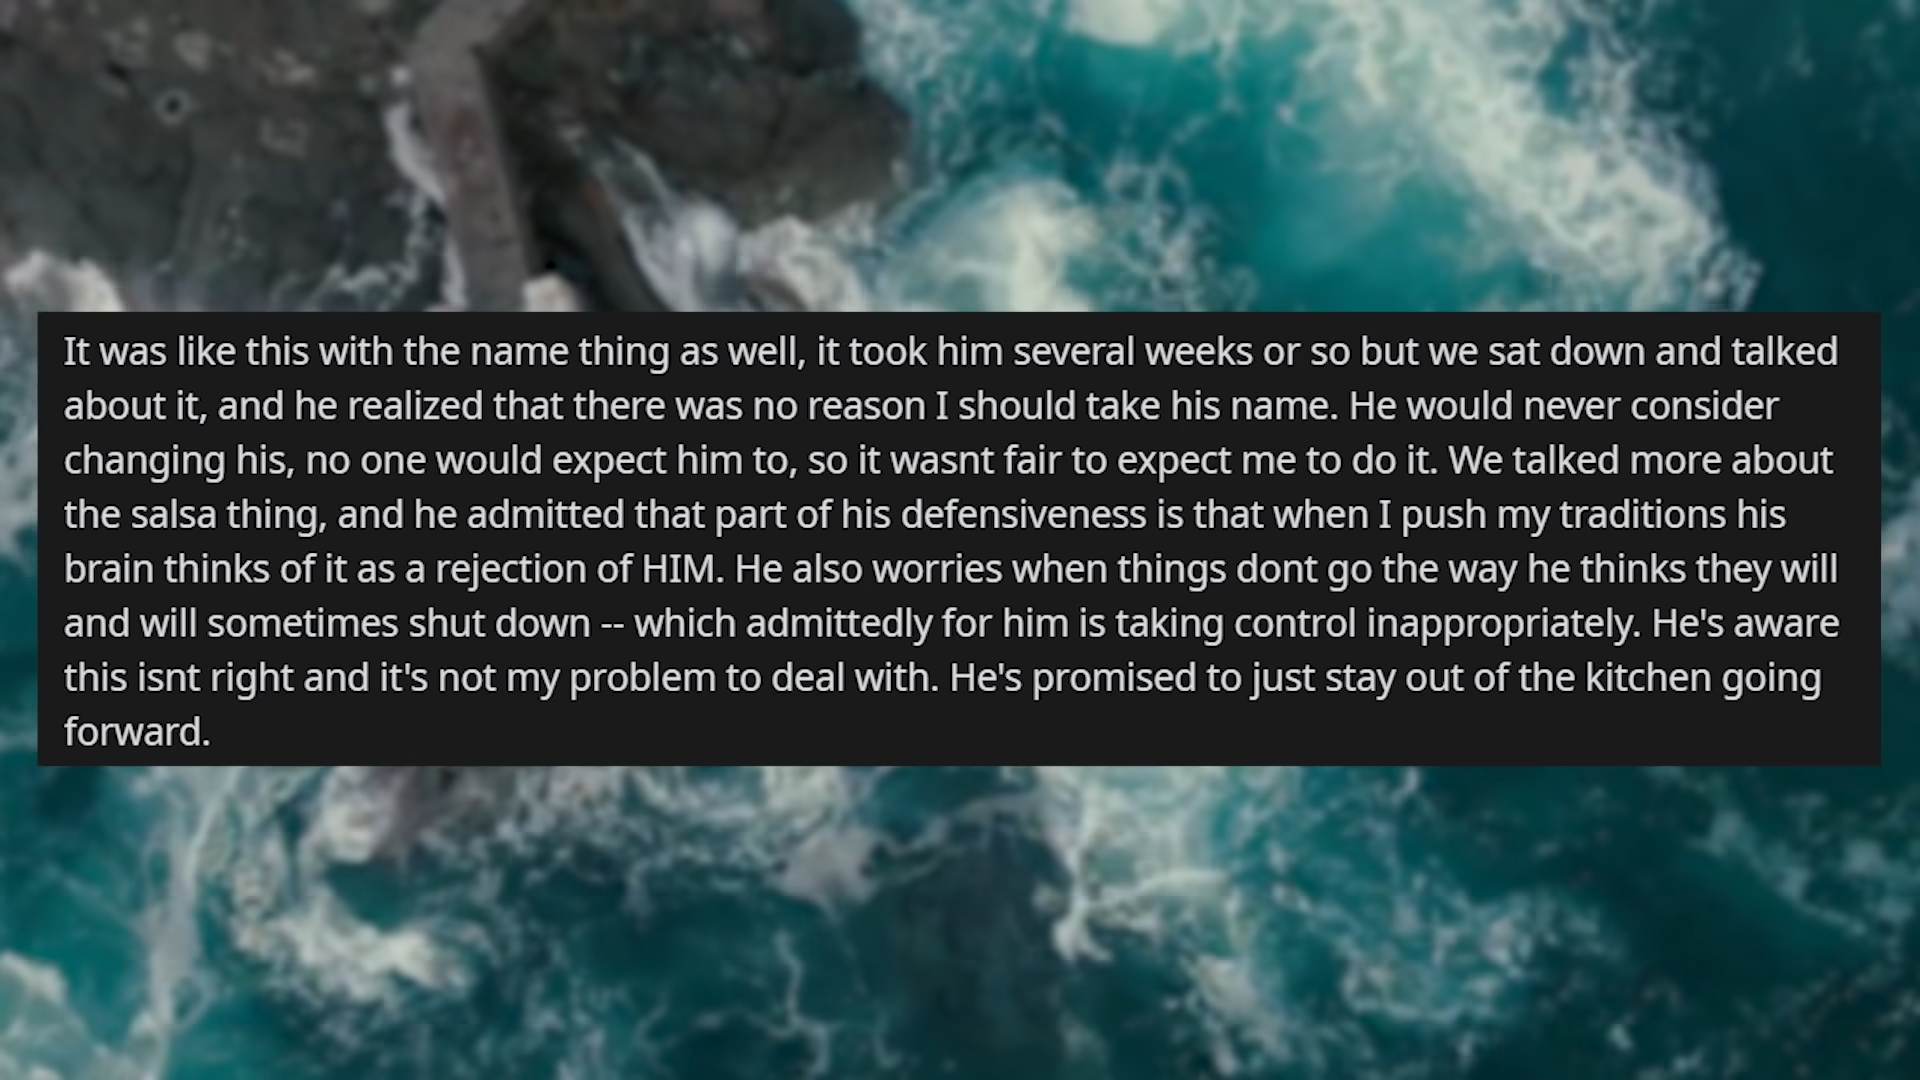 It was like this with the name thing as well, it took him several weeks or so but we sat down and talked
about it, and he realized that there was no reason I should take his name. He would never consider
changing his, no one would expect him to, so it wasnt fair to expect me to do it. We talked more about
the salsa thing, and he admitted that part of his defensiveness is that when I push my traditions his
brain thinks of it as a rejection of HIM. He also worries when things dont go the way he thinks they will
and will sometimes shut down -- which admittedly for him is taking control inappropriately. He's aware
this isnt right and it's not my problem to deal with. He's promised to just stay out of the kitchen going
forward.